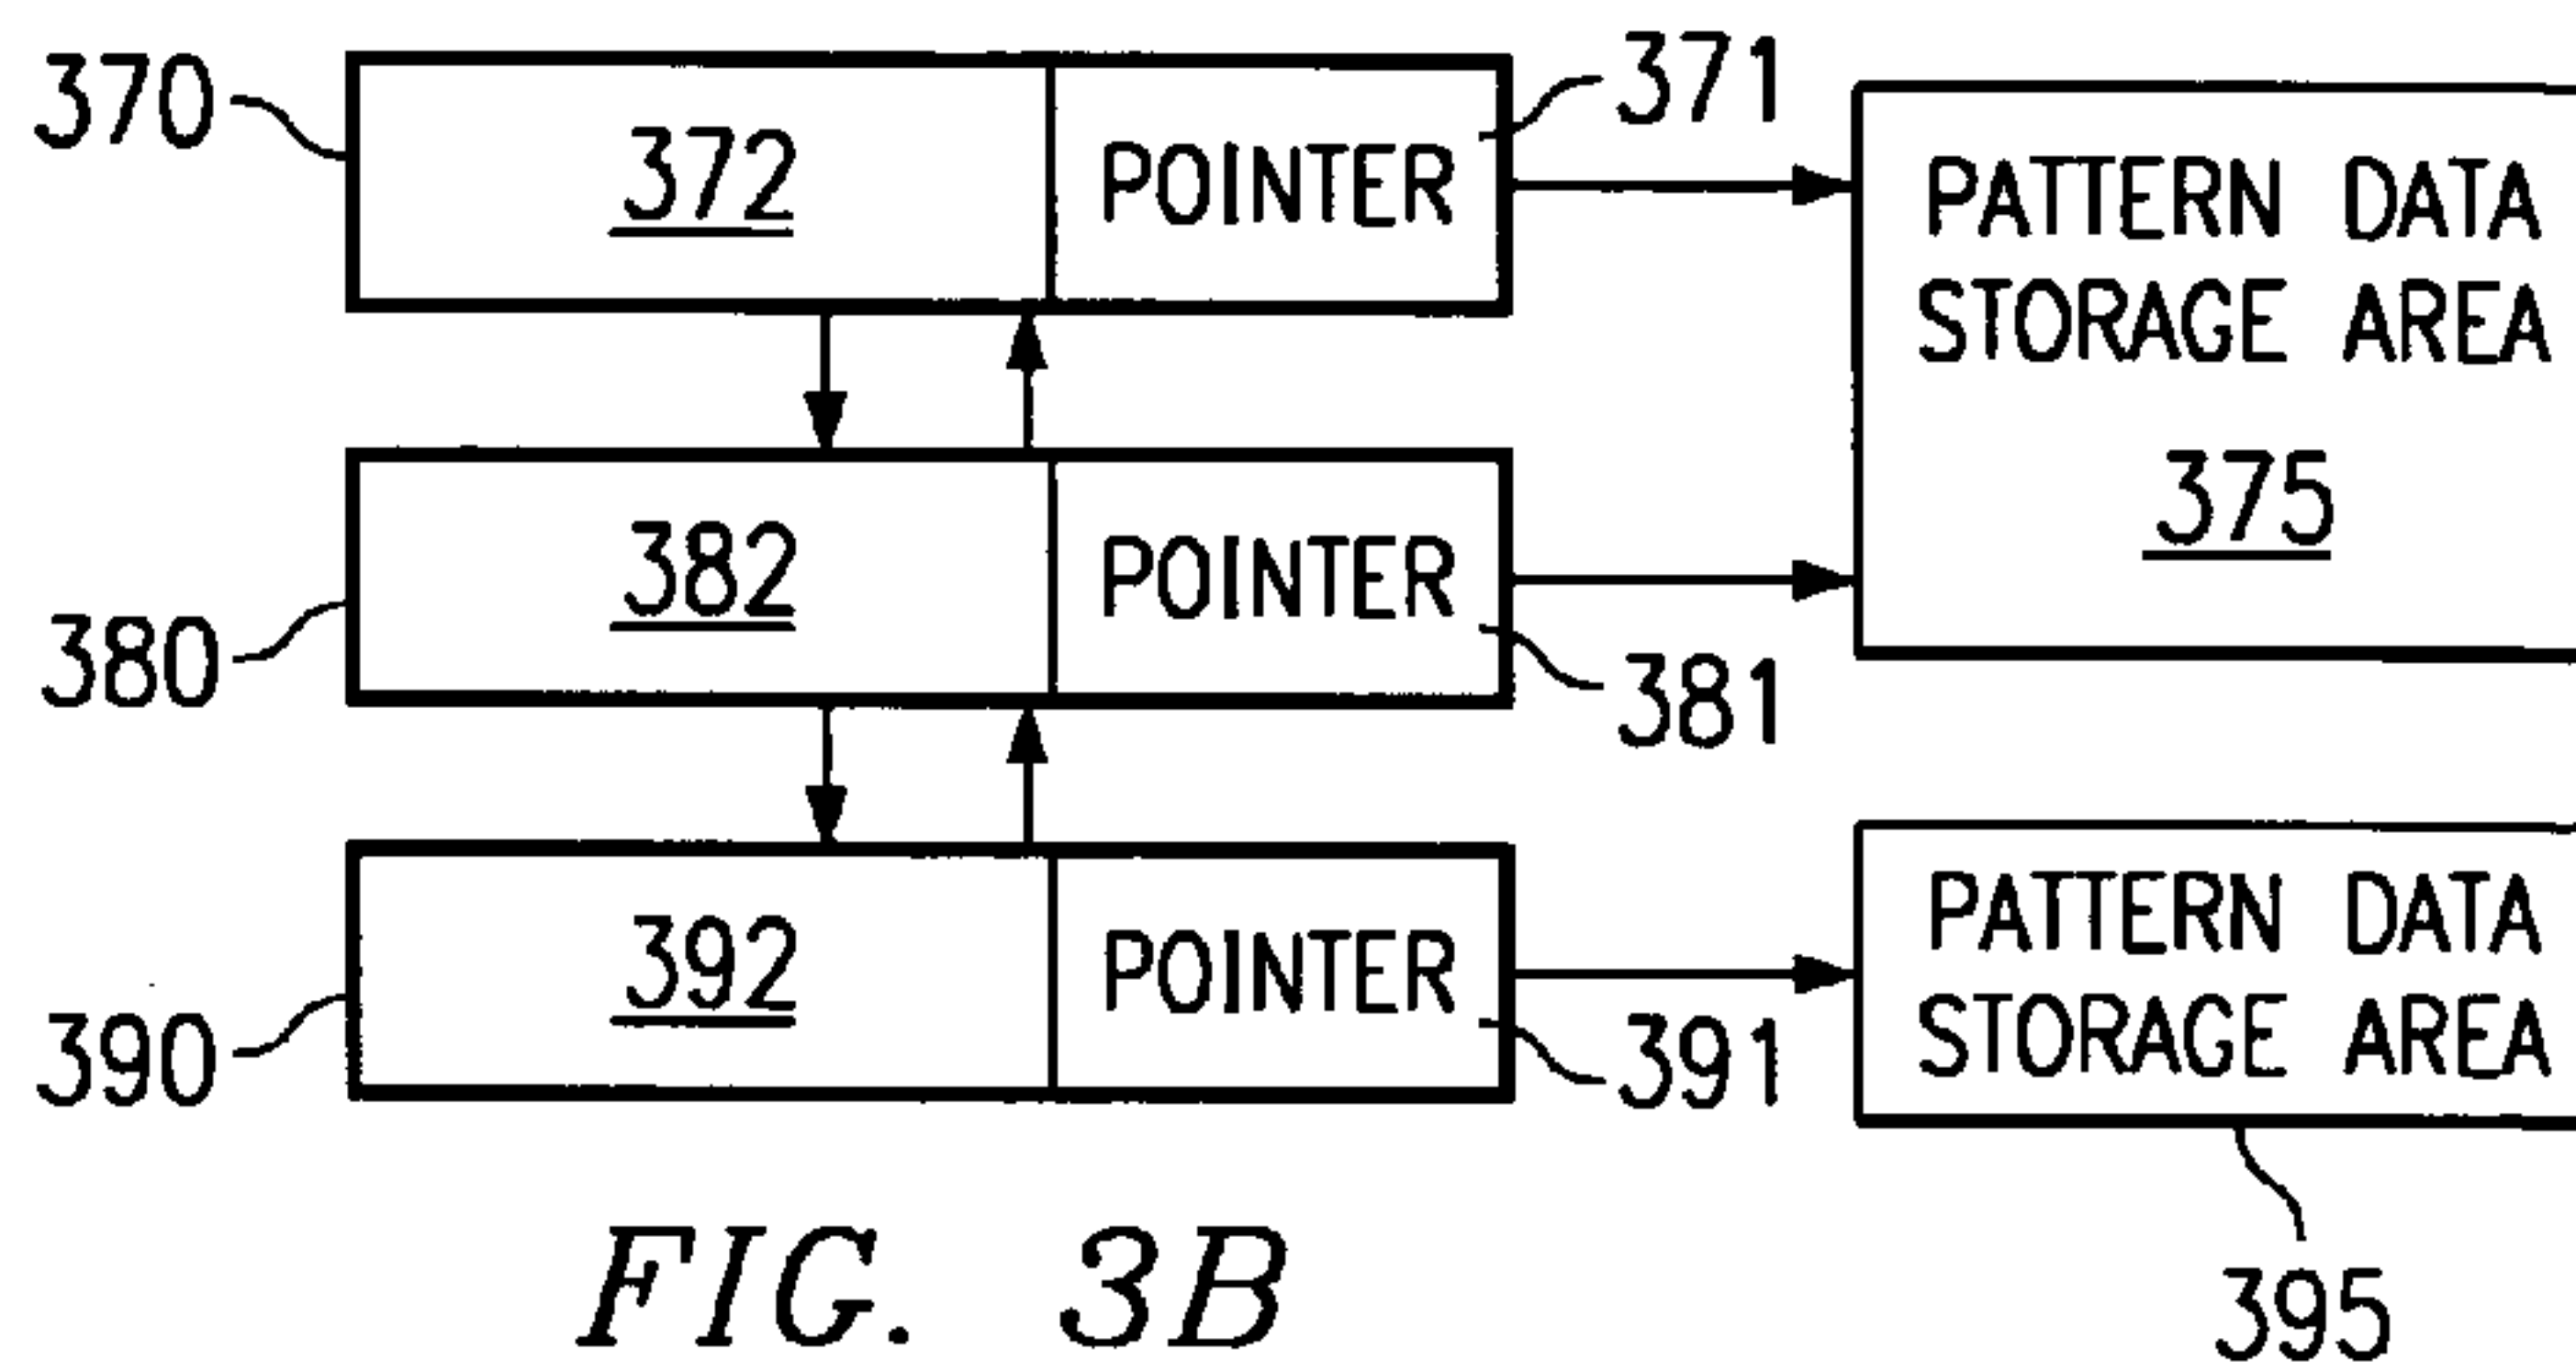 370
372
POINTER
371
PATTERN DATA
STORAGE AREA
375
380
382
POINTER
381
390
392
POINTER
391
PATTERN DATA
STORAGE AREA
395
FIG. 3B